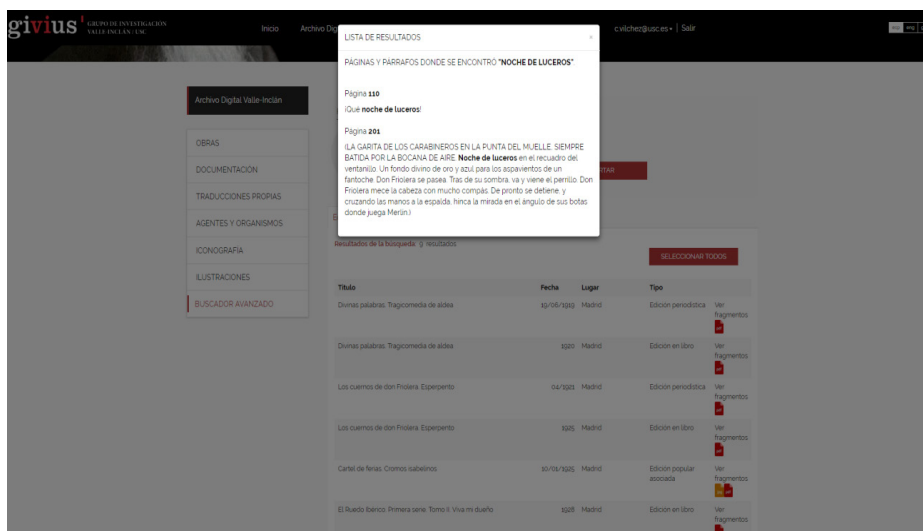 givius
GRUPO DE INVESTIGACIÓN
VALLE-INCLÁN / USC
Inicio
Archivo Dig
c.vilchez@usc.es
Salir
LISTA DE RESULTADOS
×
PÁGINAS Y PÁRRAFOS DONDE SE ENCONTRÓ "NOCHE DE LUCEROS"
Página 110
¡Qué noche de luceros!
Página 201
(LA GARITA DE LOS CARABINEROS EN LA PUNTA DEL MUELLE, SIEMPRE
BATIDA POR LA BOCANA DE AIRE. Noche de luceros en el recuadro del
ventanillo. Un fondo divino de oro y azul para los aspavientos de un
fantoche. Don Friolera se pasea. Tras de su sombra, va y viene el perrillo. Don
Friolera mece la cabeza con mucho compás. De pronto se detiene, y
cruzando las manos a la espalda, hinca la mirada en el ángulo de sus botas
donde juega Merlín.)
Archivo Digital Valle-Inclán
OBRAS
DOCUMENTACIÓN
TRADUCCIONES PROPIAS
AGENTES Y ORGANISMOS
ICONOGRAFÍA
ILUSTRACIONES
BUSCADOR AVANZADO
TAR
Resultados de la búsqueda: 9 resultados
SELECCIONAR TODOS
Título Fecha Lugar Tipo
Divinas palabras. Tragicomedia de aldea 19/06/1919 Madrid Edición periodística Ver
fragmentos
Divinas palabras. Tragicomedia de aldea 1920 Madrid Edición en libro Ver
fragmentos
Los cuernos de don Friolera. Esperpento 04/1921 Madrid Edición periodística Ver
fragmentos
Los cuernos de don Friolera. Esperpento 1925 Madrid Edición en libro Ver
fragmentos
Cartel de ferias. Cromos isabelinos 10/01/1925 Madrid Edición popular Ver
asociada fragmentos
El Ruedo Ibérico. Primera serie. Tomo II. Viva mi dueño 1928 Madrid Edición en libro Ver
fragmentos